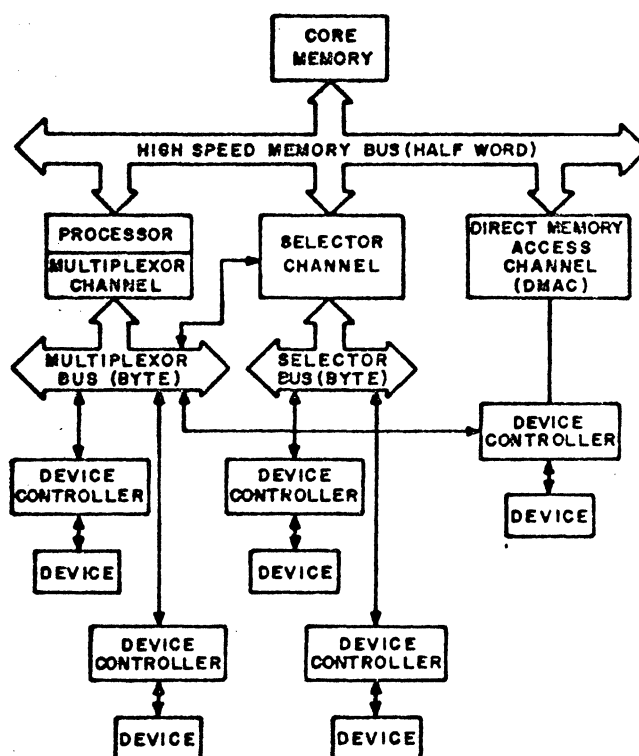 CORE
MEMORY
HIGH SPEED MEMORY BUS (HALF WORD)
PROCESSOR
MULTIPLEXOR
CHANNEL
SELECTOR
CHANNEL
DIRECT MEMORY
ACCESS
CHANNEL
(DMAC)
MULTIPLEXOR
BUS (BYTE)
SELECTOR
BUS (BYTE)
DEVICE
CONTROLLER
DEVICE
DEVICE
CONTROLLER
DEVICE
DEVICE
CONTROLLER
DEVICE
DEVICE
CONTROLLER
DEVICE
DEVICE
CONTROLLER
DEVICE